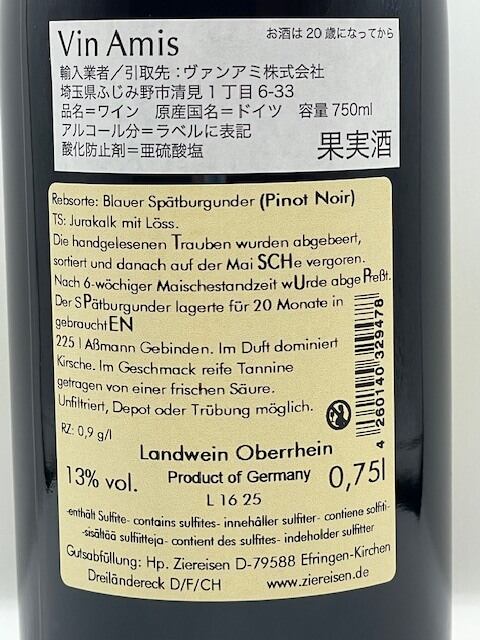 Vin Amis
お酒は20歳になってから
輸入業者／引取先：ヴァンアミ株式会社
埼玉県ふじみ野市清見1丁目6-33
品名＝ワイン 原産国名＝ドイツ 容量 750ml
アルコール分＝ラベルに表記
酸化防止剤＝亜硫酸塩
果実酒
Rebsorte: Blauer Spätburgunder (Pinot Noir)
TS: Jurakalk mit Löss.
Die handgelesenen Trauben wurden abgebeert,
sortiert und danach auf der Mai SCHe vergoren.
Nach 6-wöchiger Maischestandzeit wUrde abge Preßt.
Der SPätburgunder lagerte für 20 Monate in
gebrauchtEN
225 l Aßmann Gebinden. Im Duft dominiert
Kirsche. Im Geschmack reife Tannine
getragen von einer frischen Säure.
Unfiltriert, Depot oder Trübung möglich.
RZ: 0,9 g/l
4 260140 329478
Landwein Oberrhein
13% vol.
Product of Germany
0,75l
L 16 25
-enthält Sulfite- contains sulfites- innehåller sulfiter- contiene solfiti-
-sisältää sulfiitteja- contient des sulfites- indeholder sulfitter
Gutsabfüllung: Hp. Ziereisen D-79588 Efringen-Kirchen
Dreiländereck D/F/CH www.ziereisen.de